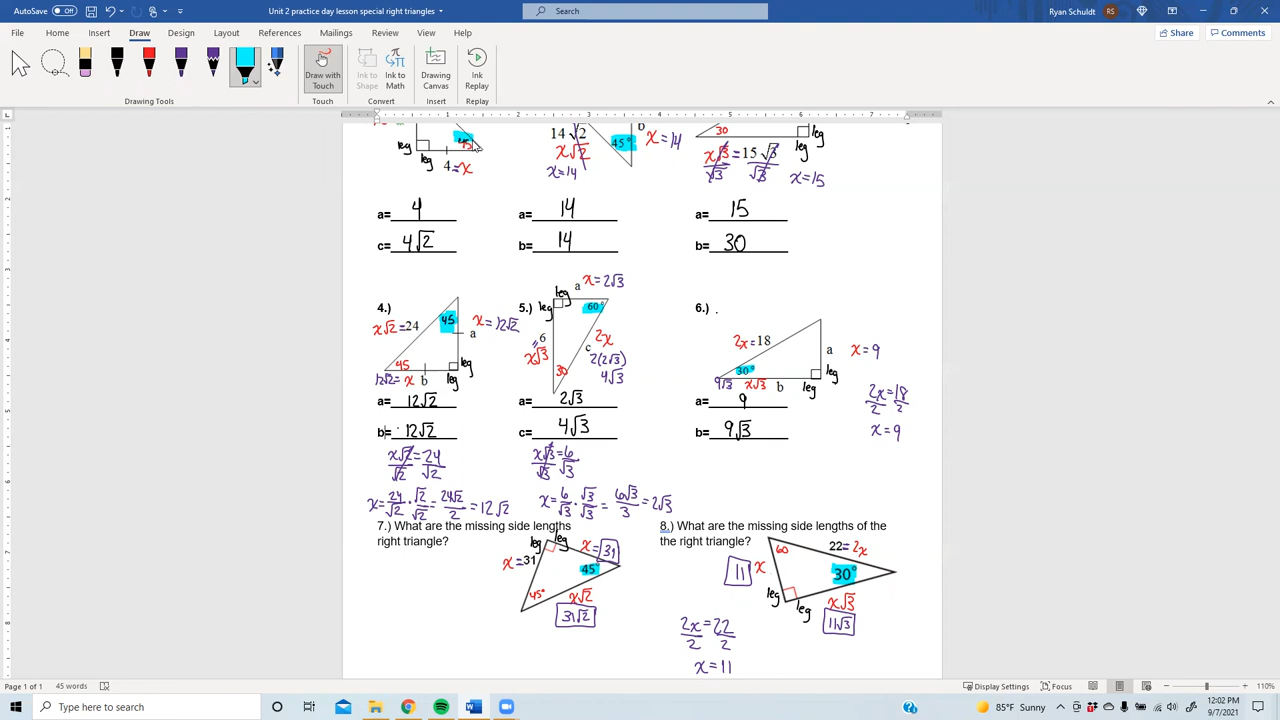 AutoSave Off
Unit 2 practice day lesson special right triangles
Search
Ryan Schuldt RS
File Home Insert Draw Design Layout References Mailings Review View Help
Share Comments
Draw with Touch
Ink to Shape
Ink to Math
Drawing Canvas
Ink Replay
Drawing Tools Touch Convert Insert Replay
leg leg 4=x
14√2 x√2 x=14 45° x=14
30 leg leg x√3=15√3 √3 √3 x=15
a= 4 a= 14 a= 15
c= 4√2 b= 14 b= 30
4.) 5.) 6.)
x√2=24 45 x=12√2 a leg 45 12√2=x b leg
leg a x=2√3 leg 60° 6 = x√3 2x c 2(2√3) 4√3 30
2x=18 a x=9 30° leg 9√3 x√3 b leg
a= 12√2 a= 2√3 a= 9
b= 12√2 c= 4√3 b= 9√3
2x=18
2 2
x=9
x√2=24
√2 √2
x=24/√2·√2/√2=24√2/2=12√2
x√3=6
√3 √3
x=6/√3·√3/√3=6√3/3=2√3
7.) What are the missing side lengths
right triangle?
leg leg x=31 x=31 45° 45° x√2
31√2
8.) What are the missing side lengths of the
the right triangle?
60 22=2x 11 x 30° leg leg x√3
11√3
2x=22
2 2
x=11
Page 1 of 1 45 words
Display Settings Focus 110%
Type here to search
85°F Sunny
12:02 PM
9/7/2021